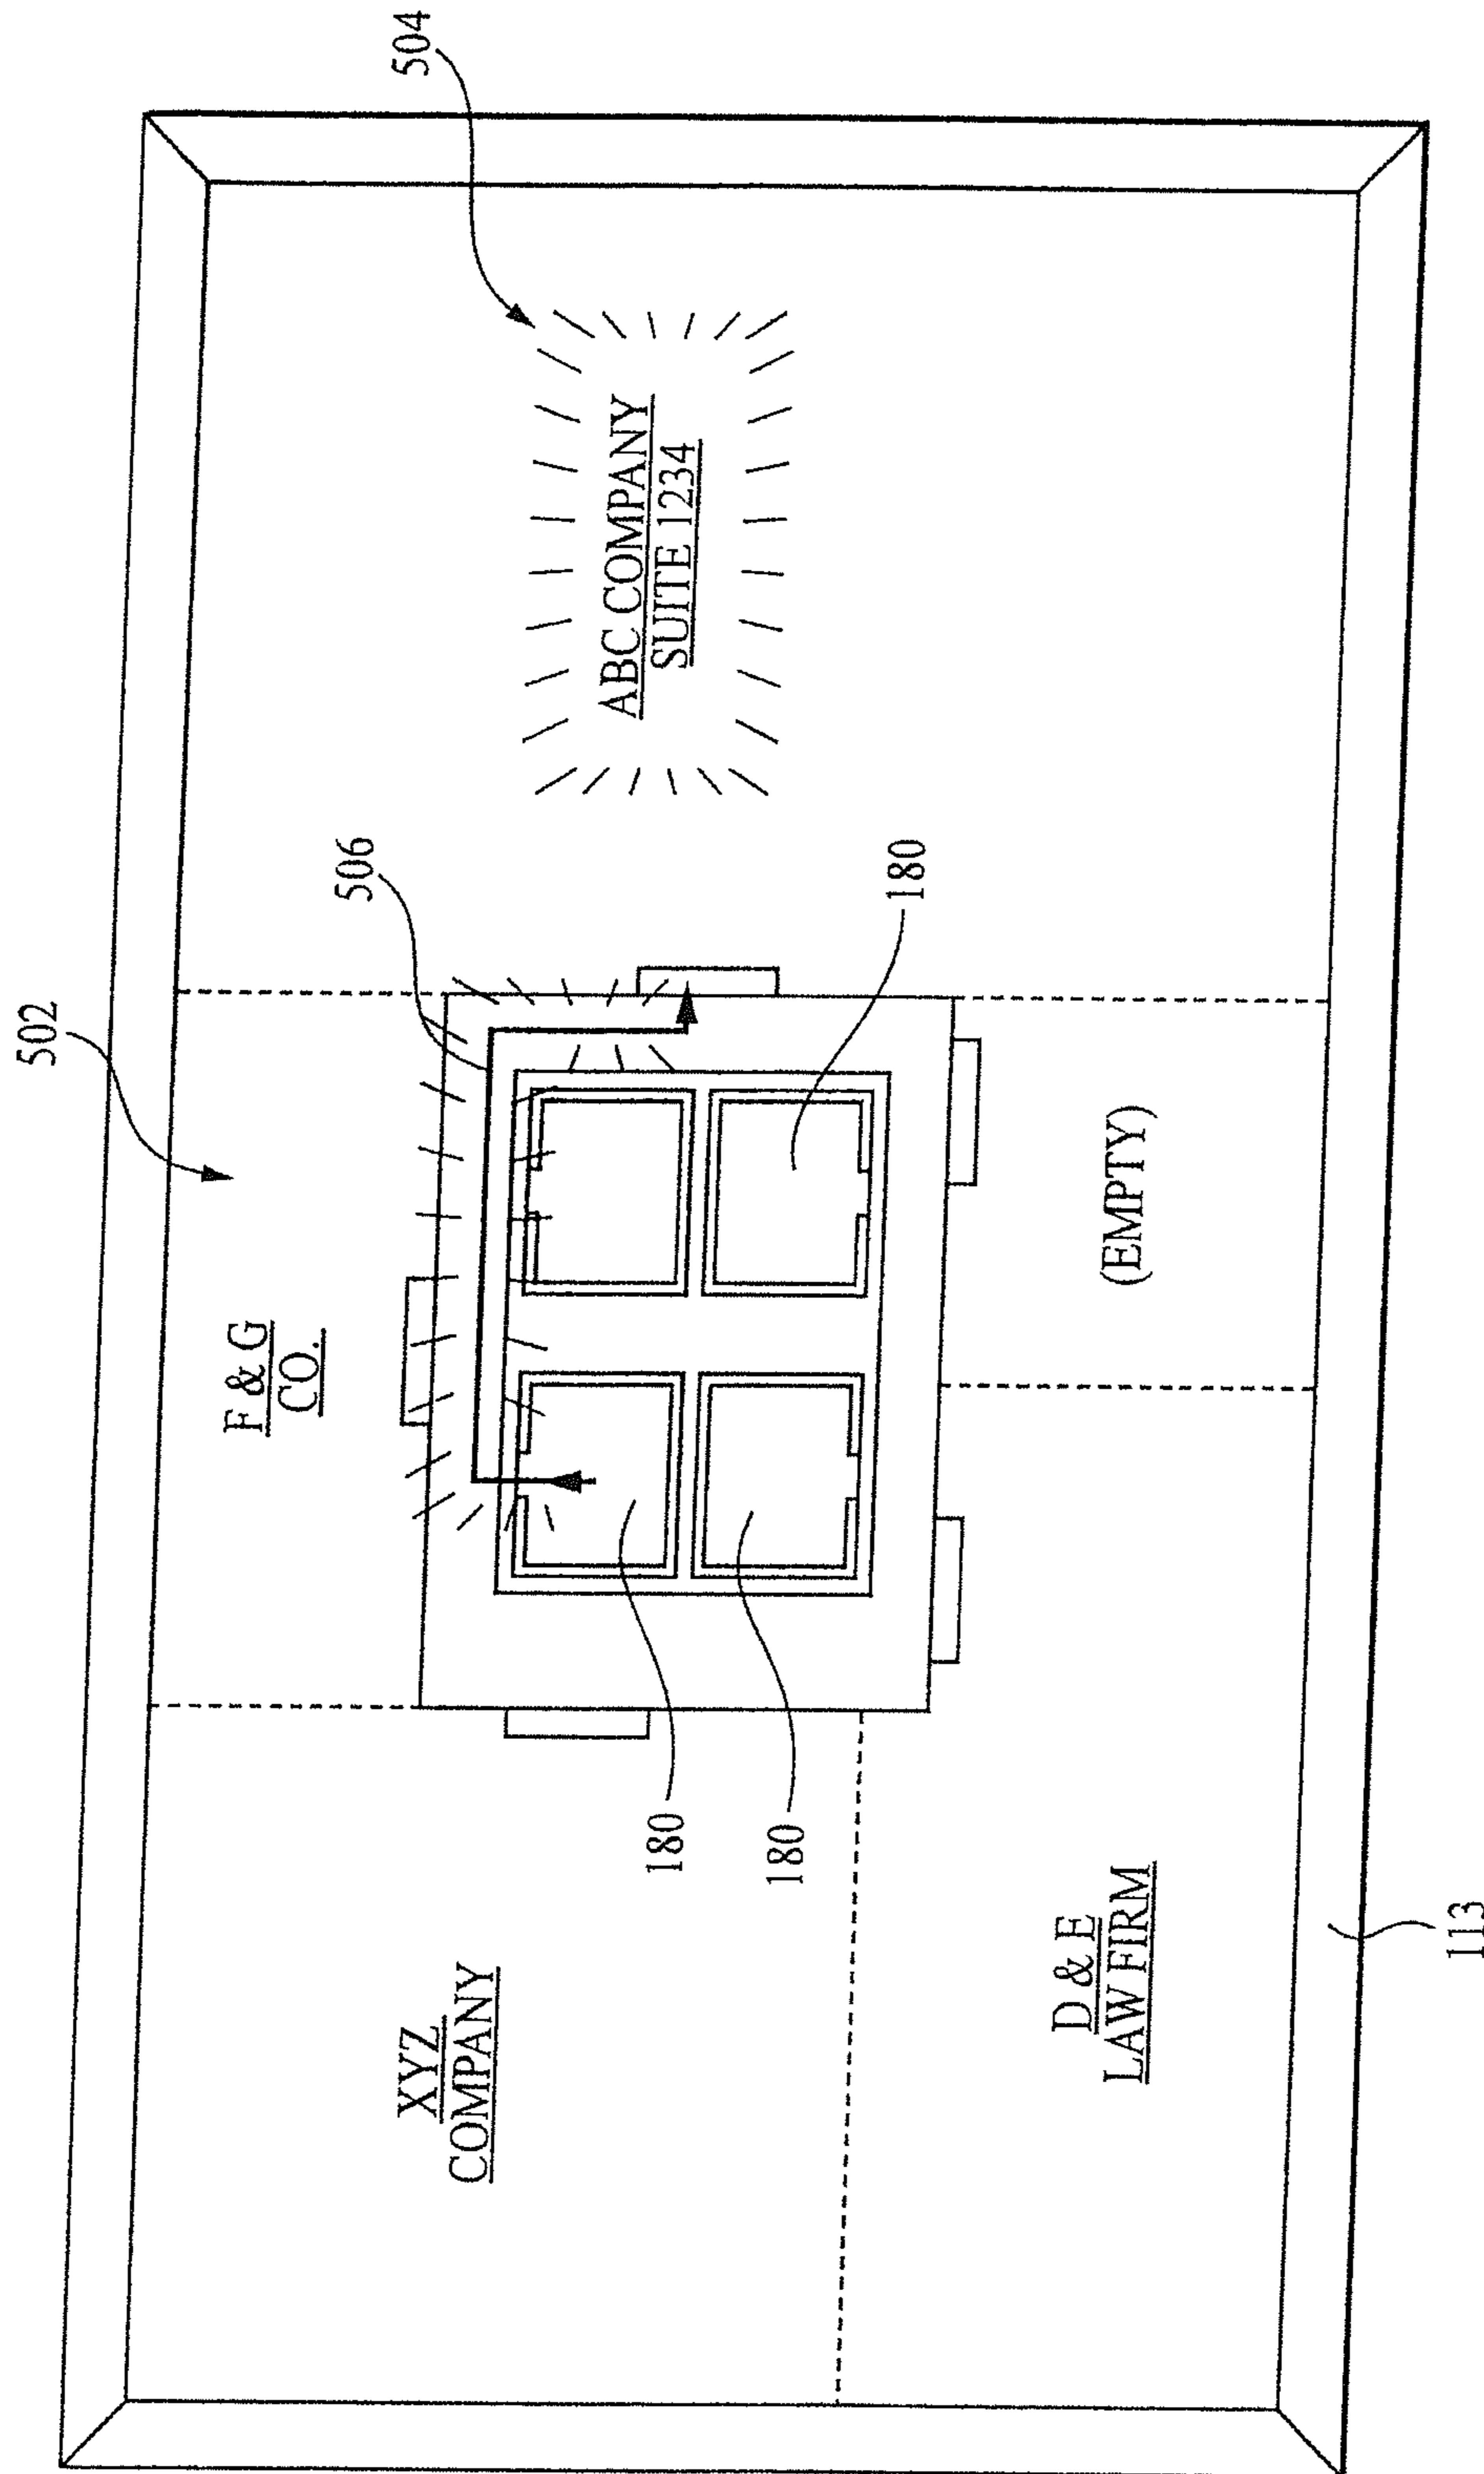 504
ABC COMPANY
SUITE 1234
506
180
502
F & G
CO.
(EMPTY)
180
180
XYZ
COMPANY
D & E
LAW FIRM
113